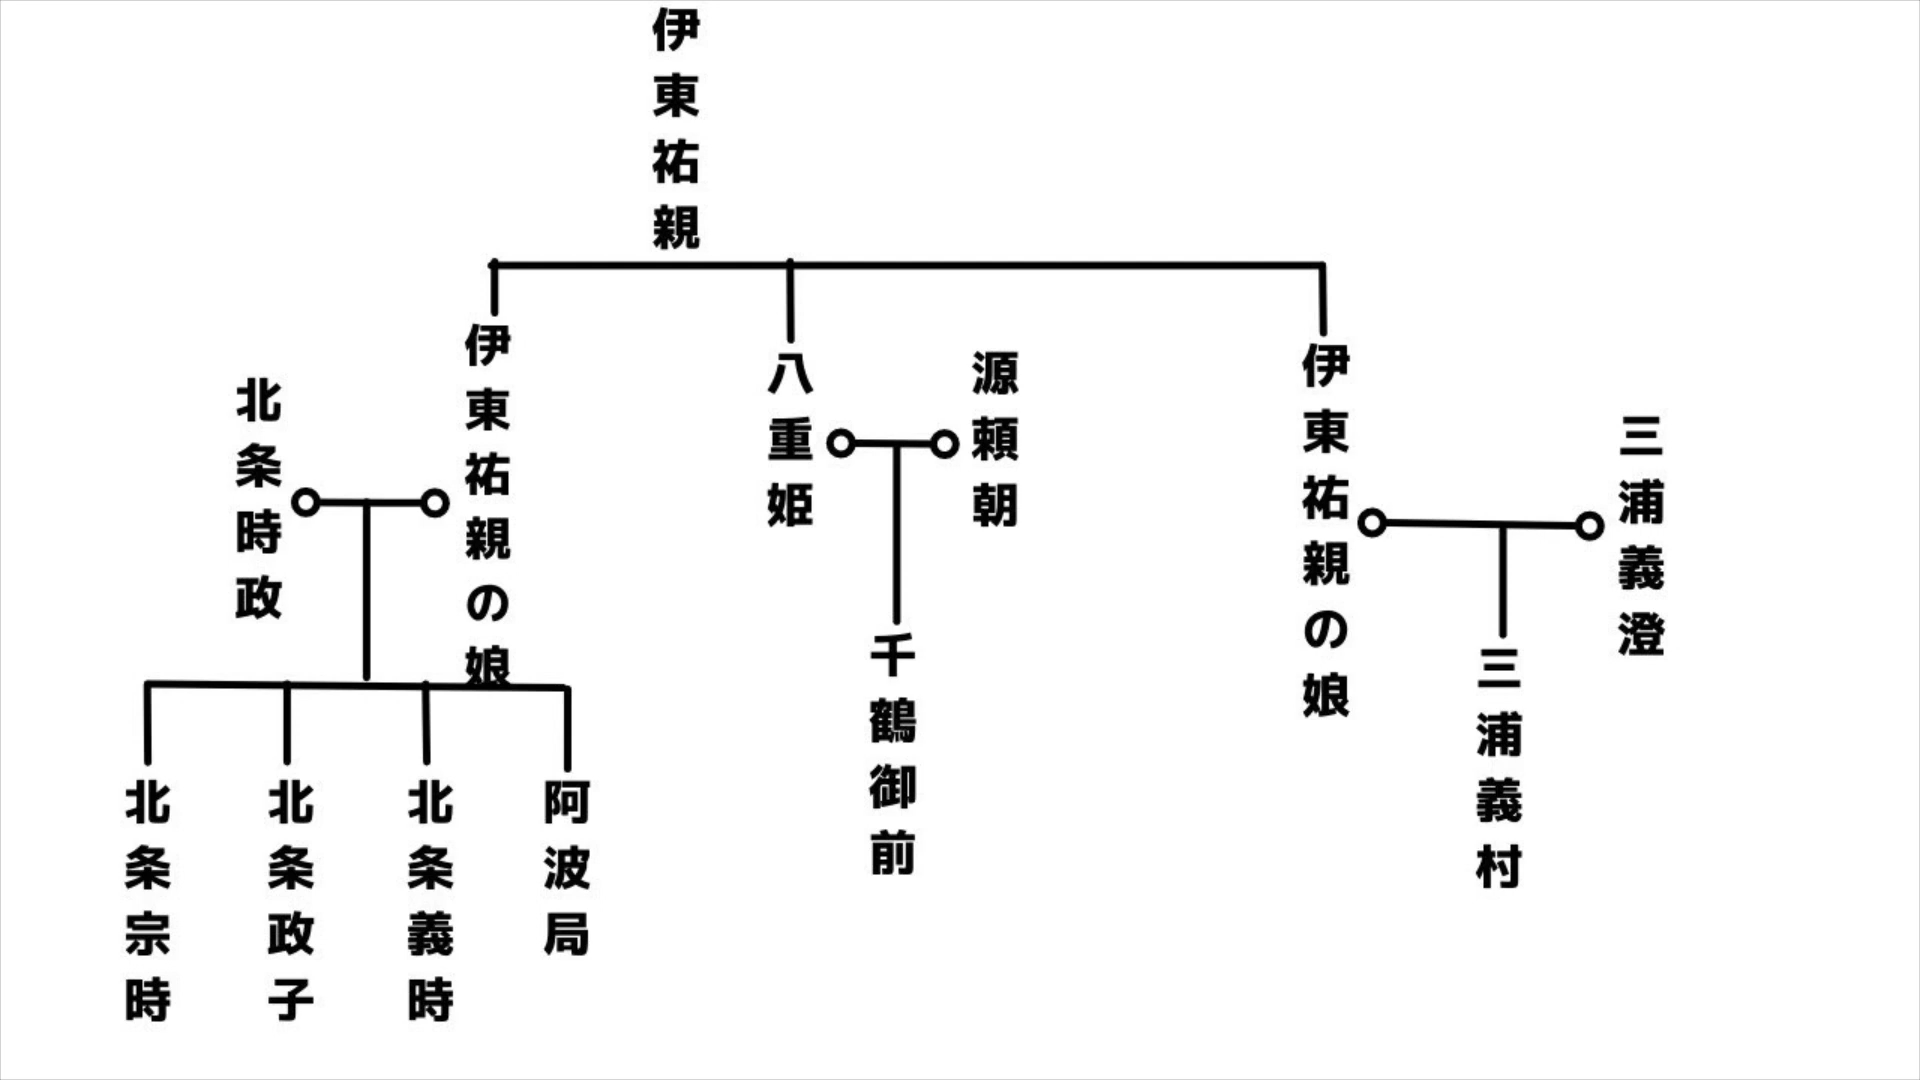 伊東祐親
北条時政
伊東祐親の娘
八重姫
源頼朝
伊東祐親の娘
三浦義澄
北条宗時
北条政子
北条義時
阿波局
千鶴御前
三浦義村